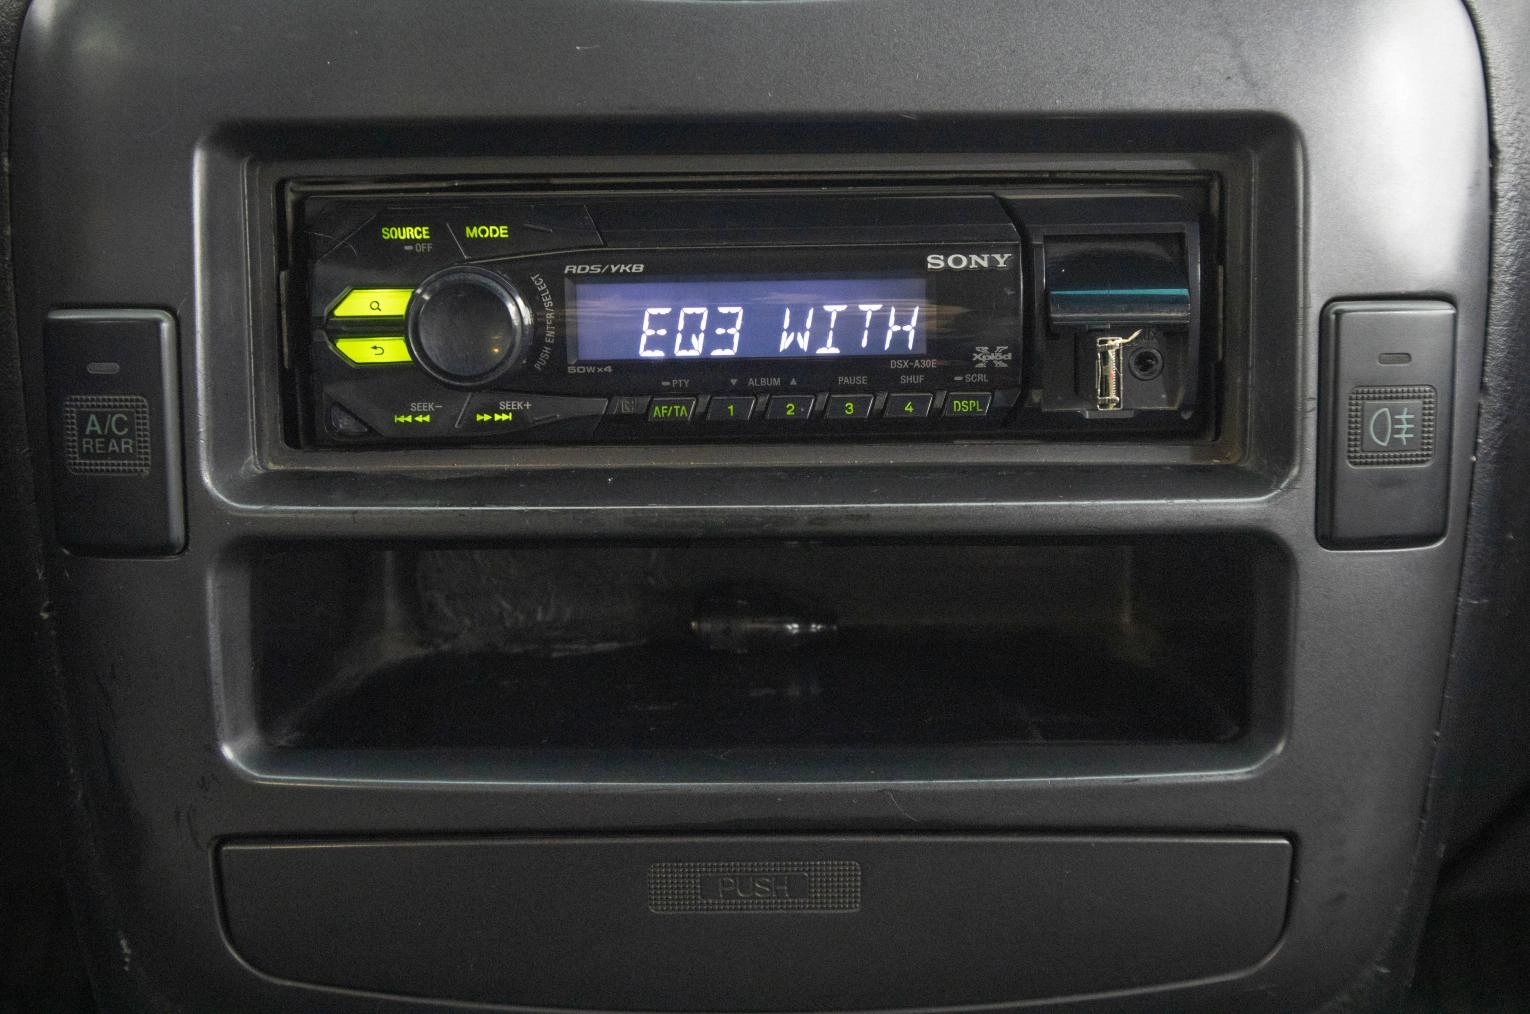 SOURCE
OFF
MODE
RDS/YKB
SONY
PUSH ENTER/SELECT
EQ3 WITH
50W×4
DSX-A30E
Xplod
SEEK−
SEEK+
PTY
▼ ALBUM ▲
PAUSE
SHUF
SCRL
AF/TA
1
2
3
4
DSPL
A/C
REAR
PUSH